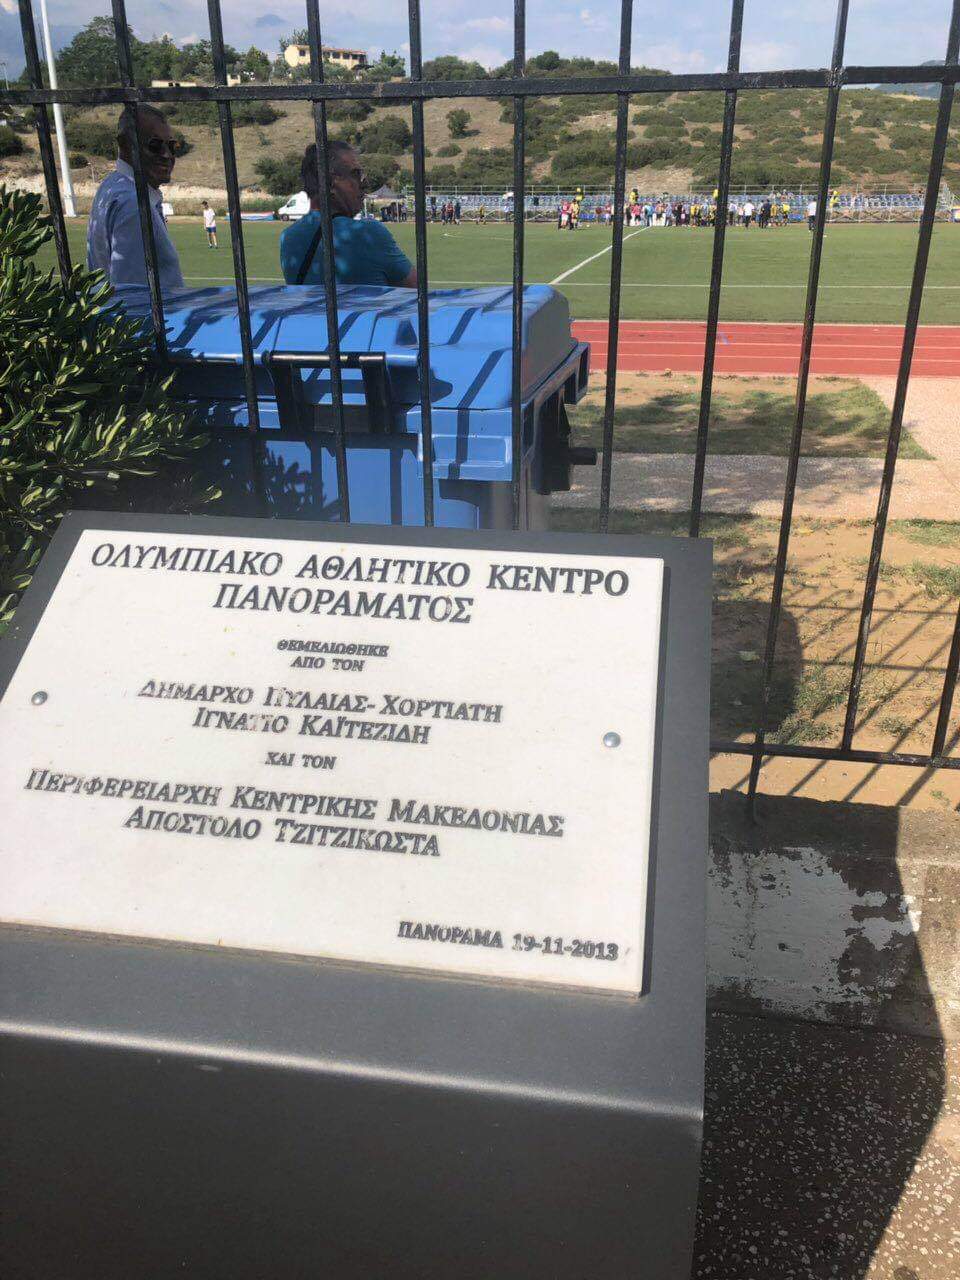 ΟΛΥΜΠΙΑΚΟ ΑΘΛΗΤΙΚΟ ΚΕΝΤΡΟ
ΠΑΝΟΡΑΜΑΤΟΣ
ΘΕΜΕΛΙΩΘΗΚΕ
ΑΠΟ ΤΟΝ
ΔΗΜΑΡΧΟ ΠΥΛΑΙΑΣ-ΧΟΡΤΙΑΤΗ
ΙΓΝΑΤΙΟ ΚΑΪΤΕΖΙΔΗ
ΧΑΙ ΤΟΝ
ΠΕΡΙΦΕΡΕΙΑΡΧΗ ΚΕΝΤΡΙΚΗΣ ΜΑΚΕΔΟΝΙΑΣ
ΑΠΟΣΤΟΛΟ ΤΖΙΤΖΙΚΩΣΤΑ
ΠΑΝΟΡΑΜΑ 19-11-2013